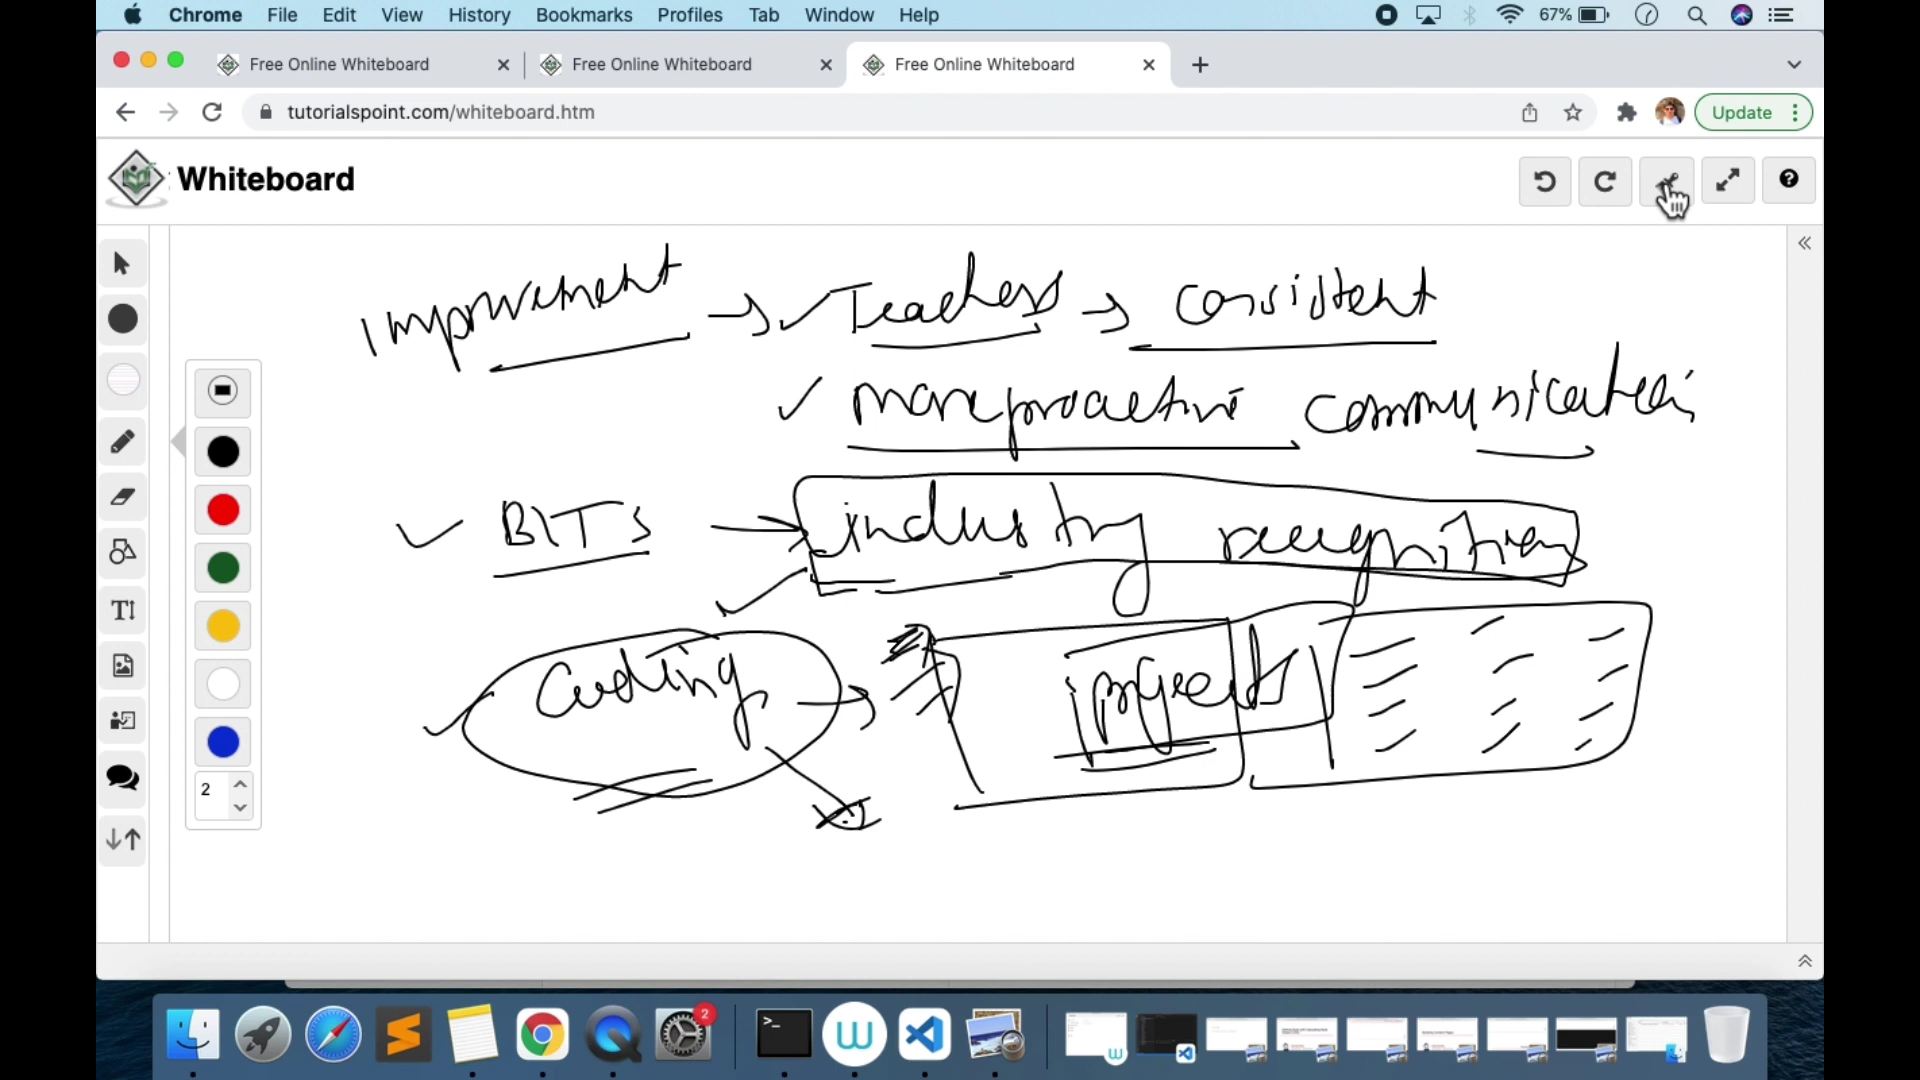 Chrome File Edit View History Bookmarks Profiles Tab Window Help 67%
Free Online Whiteboard Free Online Whiteboard Free Online Whiteboard
tutorialspoint.com/whiteboard.htm Update
Whiteboard
improvement → ✓ Teachers → consistent
✓ more proactive communication
✓ BITS → industry recognition
✓ Coding → projects
2
TI
2